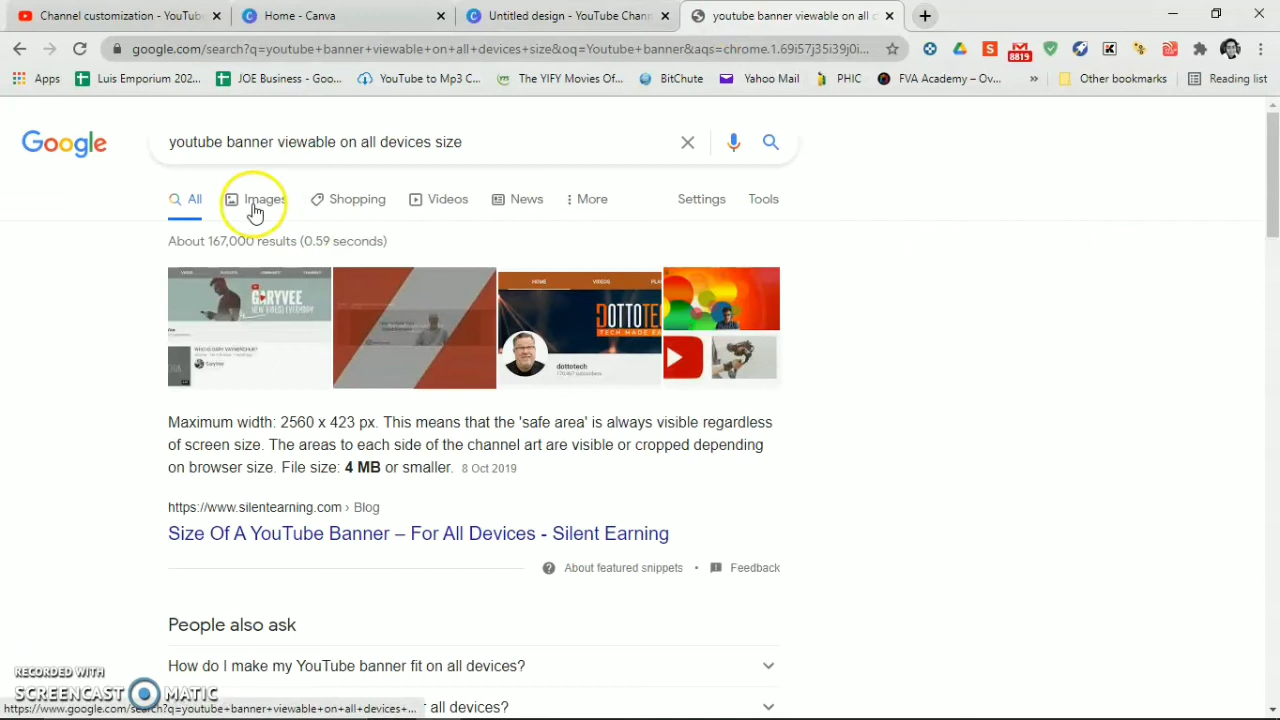 Channel customization - YouTub
Home - Canva
Untitled design - YouTube Chann
youtube banner viewable on all d
google.com/search?q=youtube+banner+viewable+on+all+devices+size&oq=Youtube+banner&aqs=chrome.1.69i57j35i39j0i...
8819
Apps
Luis Emporium 202...
JOE Business - Goo...
YouTube to Mp3 C...
The YIFY Movies Of...
BitChute
Yahoo Mail
PHIC
FVA Academy – Ov...
»
Other bookmarks
Reading list
Google
youtube banner viewable on all devices size
All
Images
Shopping
Videos
News
More
Settings
Tools
About 167,000 results (0.59 seconds)
GARYVEE
HOME
VIDEOS
DOTTOTECH
TECH MADE EA
dottotech
Maximum width: 2560 x 423 px. This means that the 'safe area' is always visible regardless
of screen size. The areas to each side of the channel art are visible or cropped depending
on browser size. File size: 4 MB or smaller. 8 Oct 2019
https://www.silentearning.com › Blog
Size Of A YouTube Banner – For All Devices - Silent Earning
About featured snippets
•
Feedback
People also ask
How do I make my YouTube banner fit on all devices?
r all devices?
RECORDED WITH
SCREENCAST MATIC
https://www.google.com/search?q=youtube+banner+viewable+on+all+devices+...